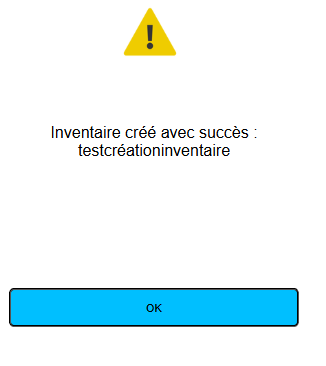 Inventaire créé avec succès :
testcréationinventaire
OK